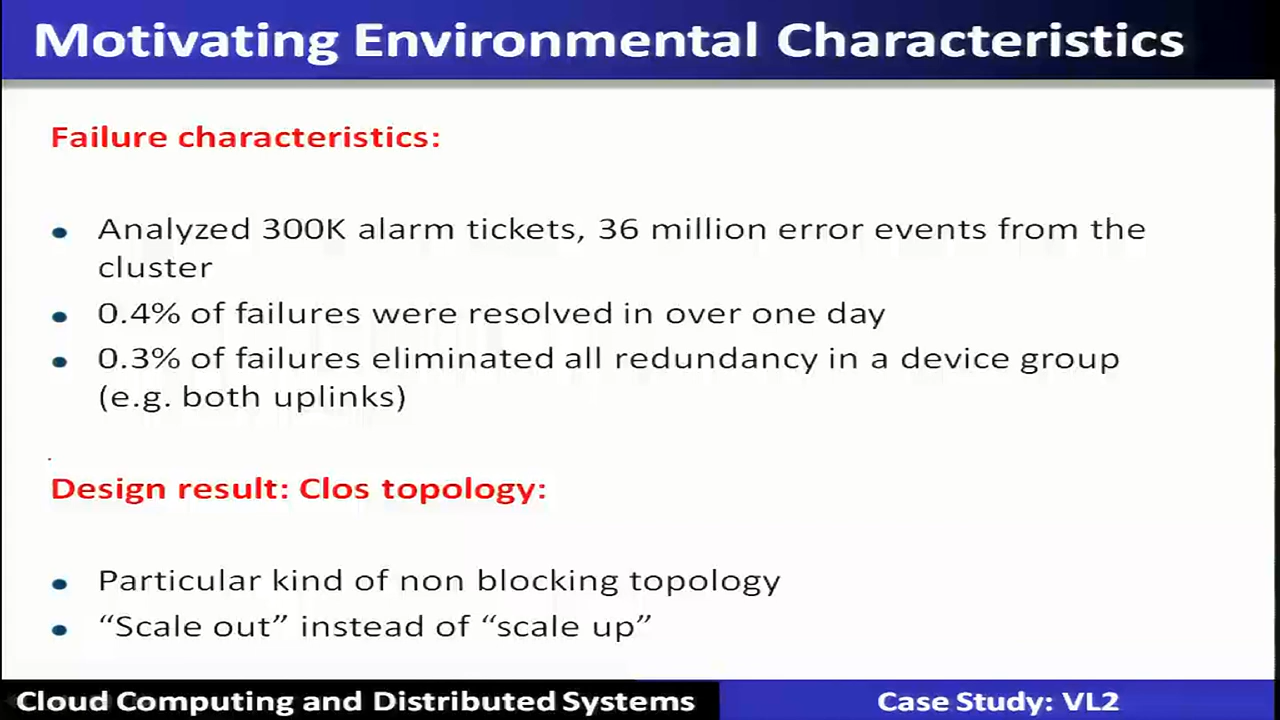 Motivating Environmental Characteristics
Failure characteristics:
• Analyzed 300K alarm tickets, 36 million error events from the
cluster
• 0.4% of failures were resolved in over one day
• 0.3% of failures eliminated all redundancy in a device group
(e.g. both uplinks)
Design result: Clos topology:
• Particular kind of non blocking topology
• “Scale out” instead of “scale up”
Cloud Computing and Distributed Systems
Case Study: VL2